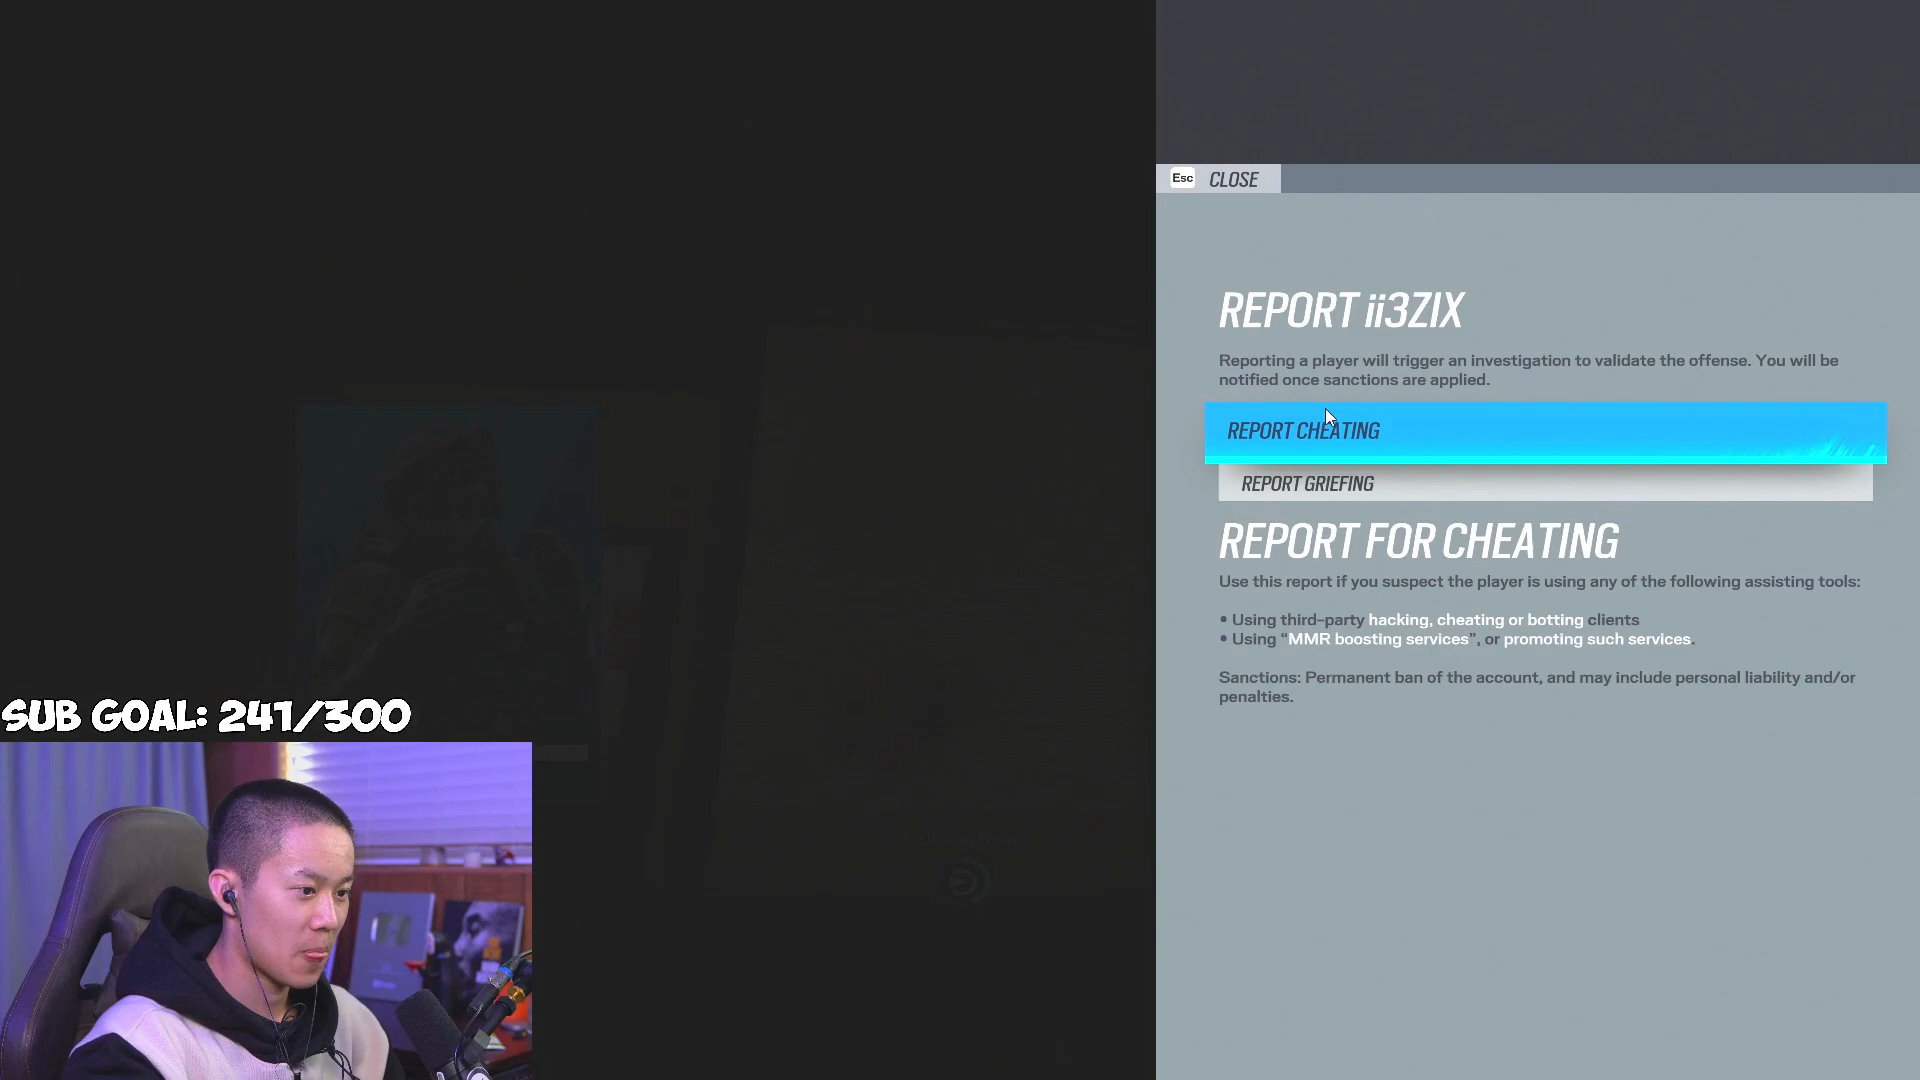 Esc CLOSE
REPORT ii3ZIX
Reporting a player will trigger an investigation to validate the offense. You will be
notified once sanctions are applied.
REPORT CHEATING
REPORT GRIEFING
REPORT FOR CHEATING
Use this report if you suspect the player is using any of the following assisting tools:
• Using third-party hacking, cheating or botting clients
• Using “MMR boosting services”, or promoting such services.
Sanctions: Permanent ban of the account, and may include personal liability and/or
penalties.
SUB GOAL: 241/300